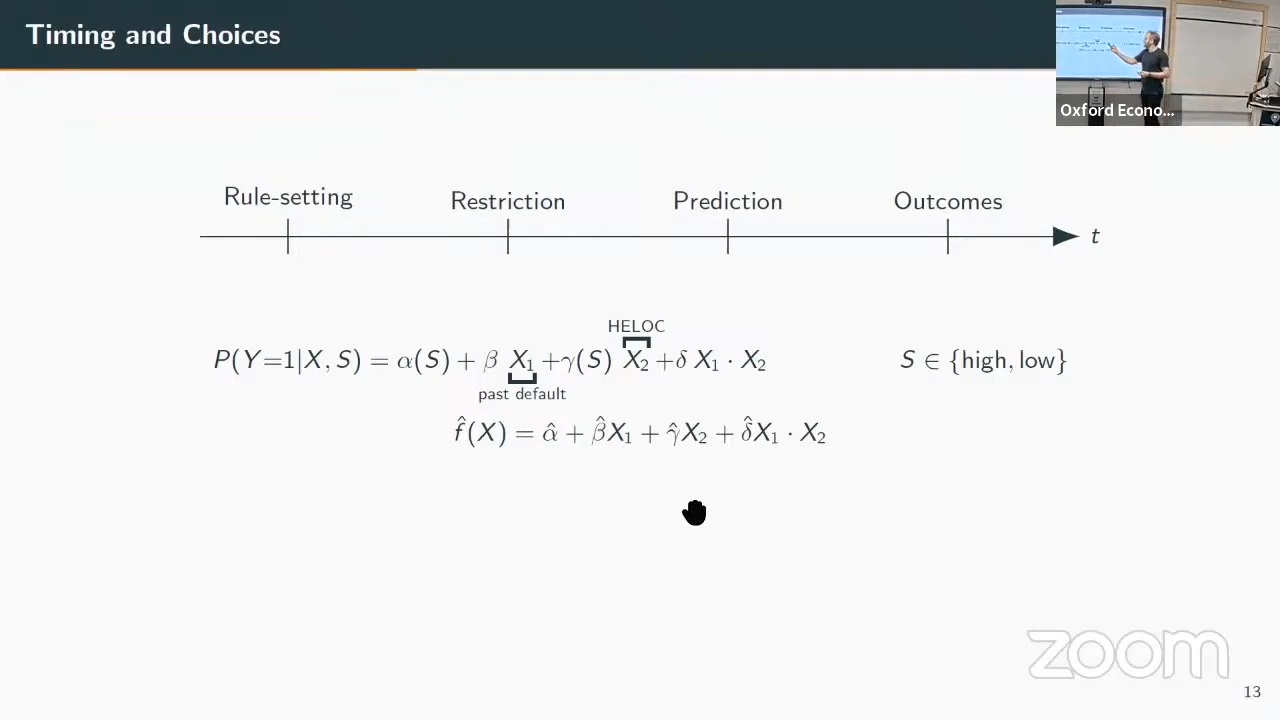 Timing and Choices
Oxford Econo...
Rule-setting Restriction Prediction Outcomes
t
HELOC
P(Y=1|X, S) = α(S) + β X₁ +γ(S) X₂ +δ X₁ · X₂ S ∈ {high, low}
past default
f̂(X) = α̂ + β̂X₁ + γ̂X₂ + δ̂X₁ · X₂
zoom
13